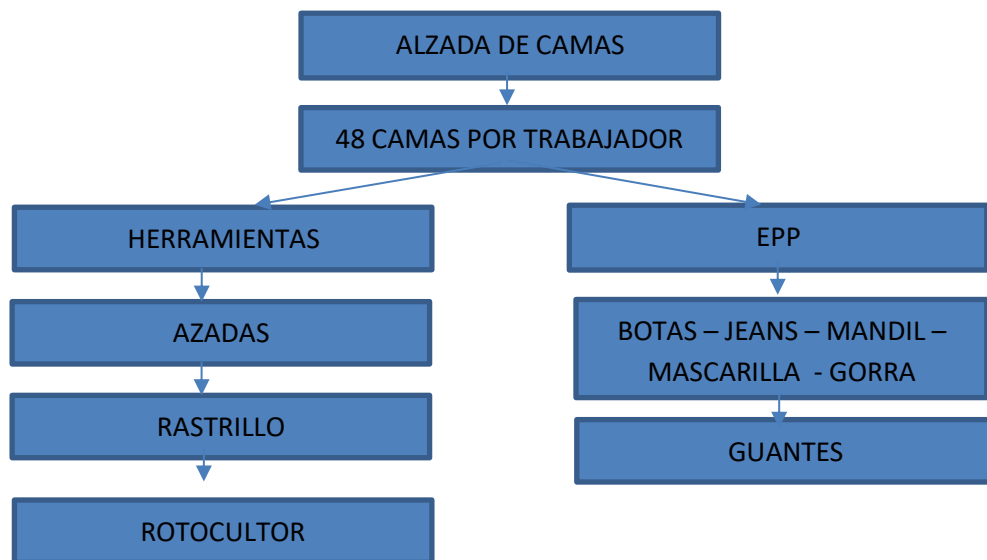 ALZADA DE CAMAS
48 CAMAS POR TRABAJADOR
HERRAMIENTAS
AZADAS
RASTRILLO
ROTOCULTOR
EPP
BOTAS – JEANS – MANDIL –
MASCARILLA - GORRA
GUANTES